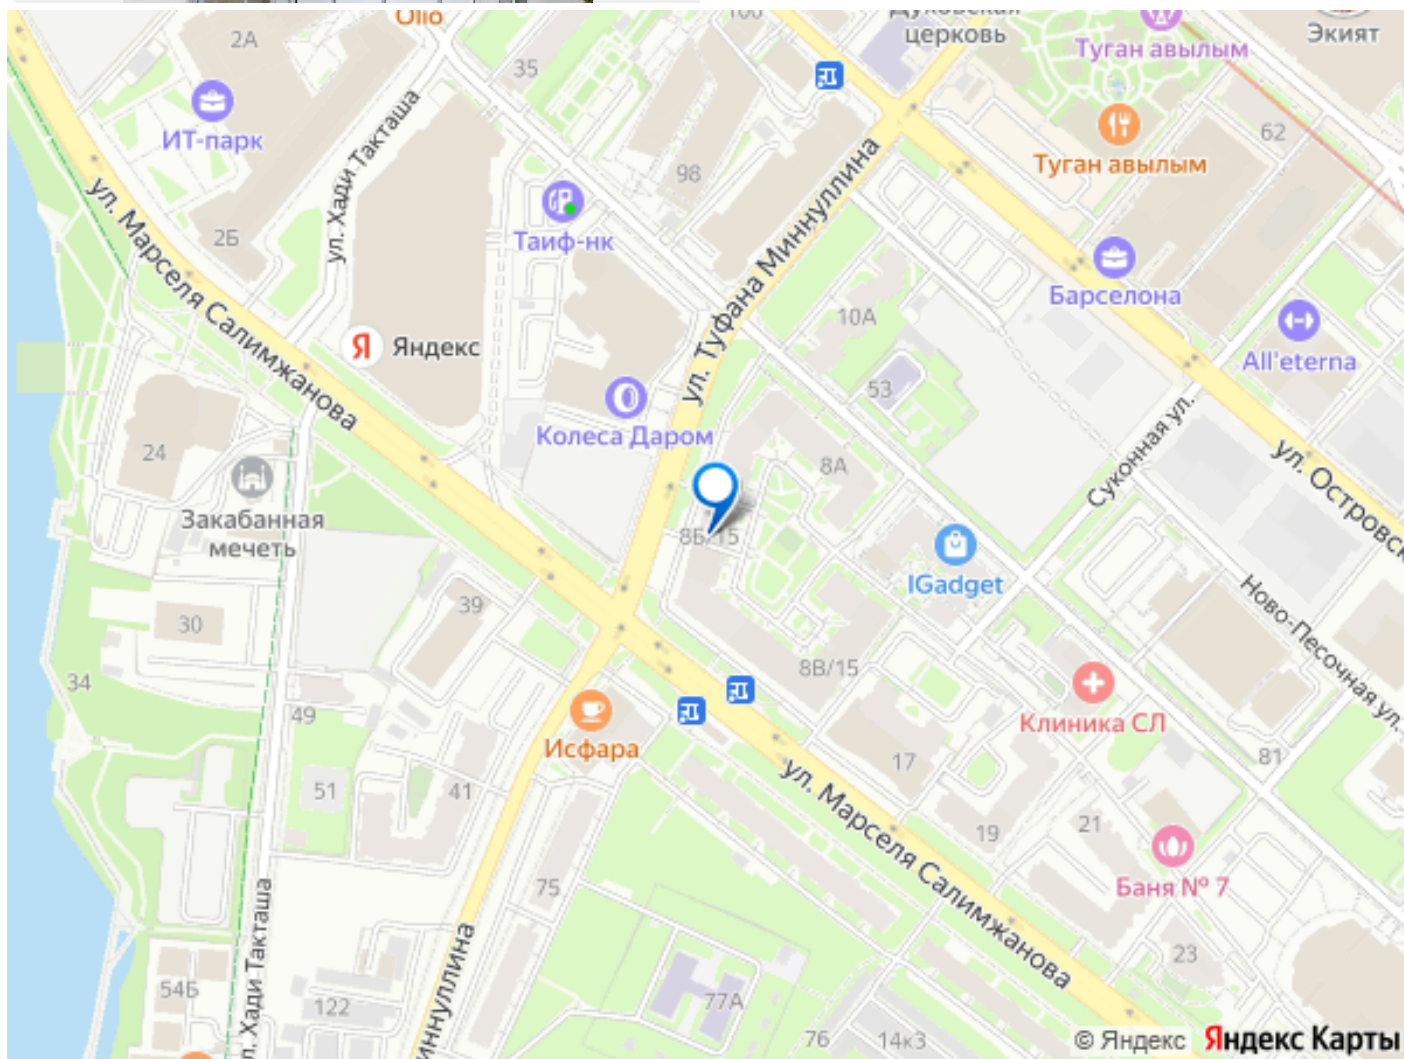 Olio
2А
100
Духовская
церковь
Туган авылым
Экият
35
ИТ-парк
ул. Хади Такташа
62
Туган авылым
98
ул. Марселя Салимжанова
2Б
Таиф-нк
ул. Туфана Миннуллина
Барселона
10А
Яндекс
All'eterna
53
Колеса Даром
Суконная ул.
24
8А
ул. Островск
Закабанная
мечеть
8Б/15
IGadget
39
30
Ново-Песочная ул.
8В/15
34
49
Клиника СЛ
Исфара
17
81
51
41
ул. Марселя Салимжанова
19
21
75
Баня № 7
л. Хади Такташа
иннуллина
23
54Б
122
77А
76
14к3
© Яндекс Яндекс Карты